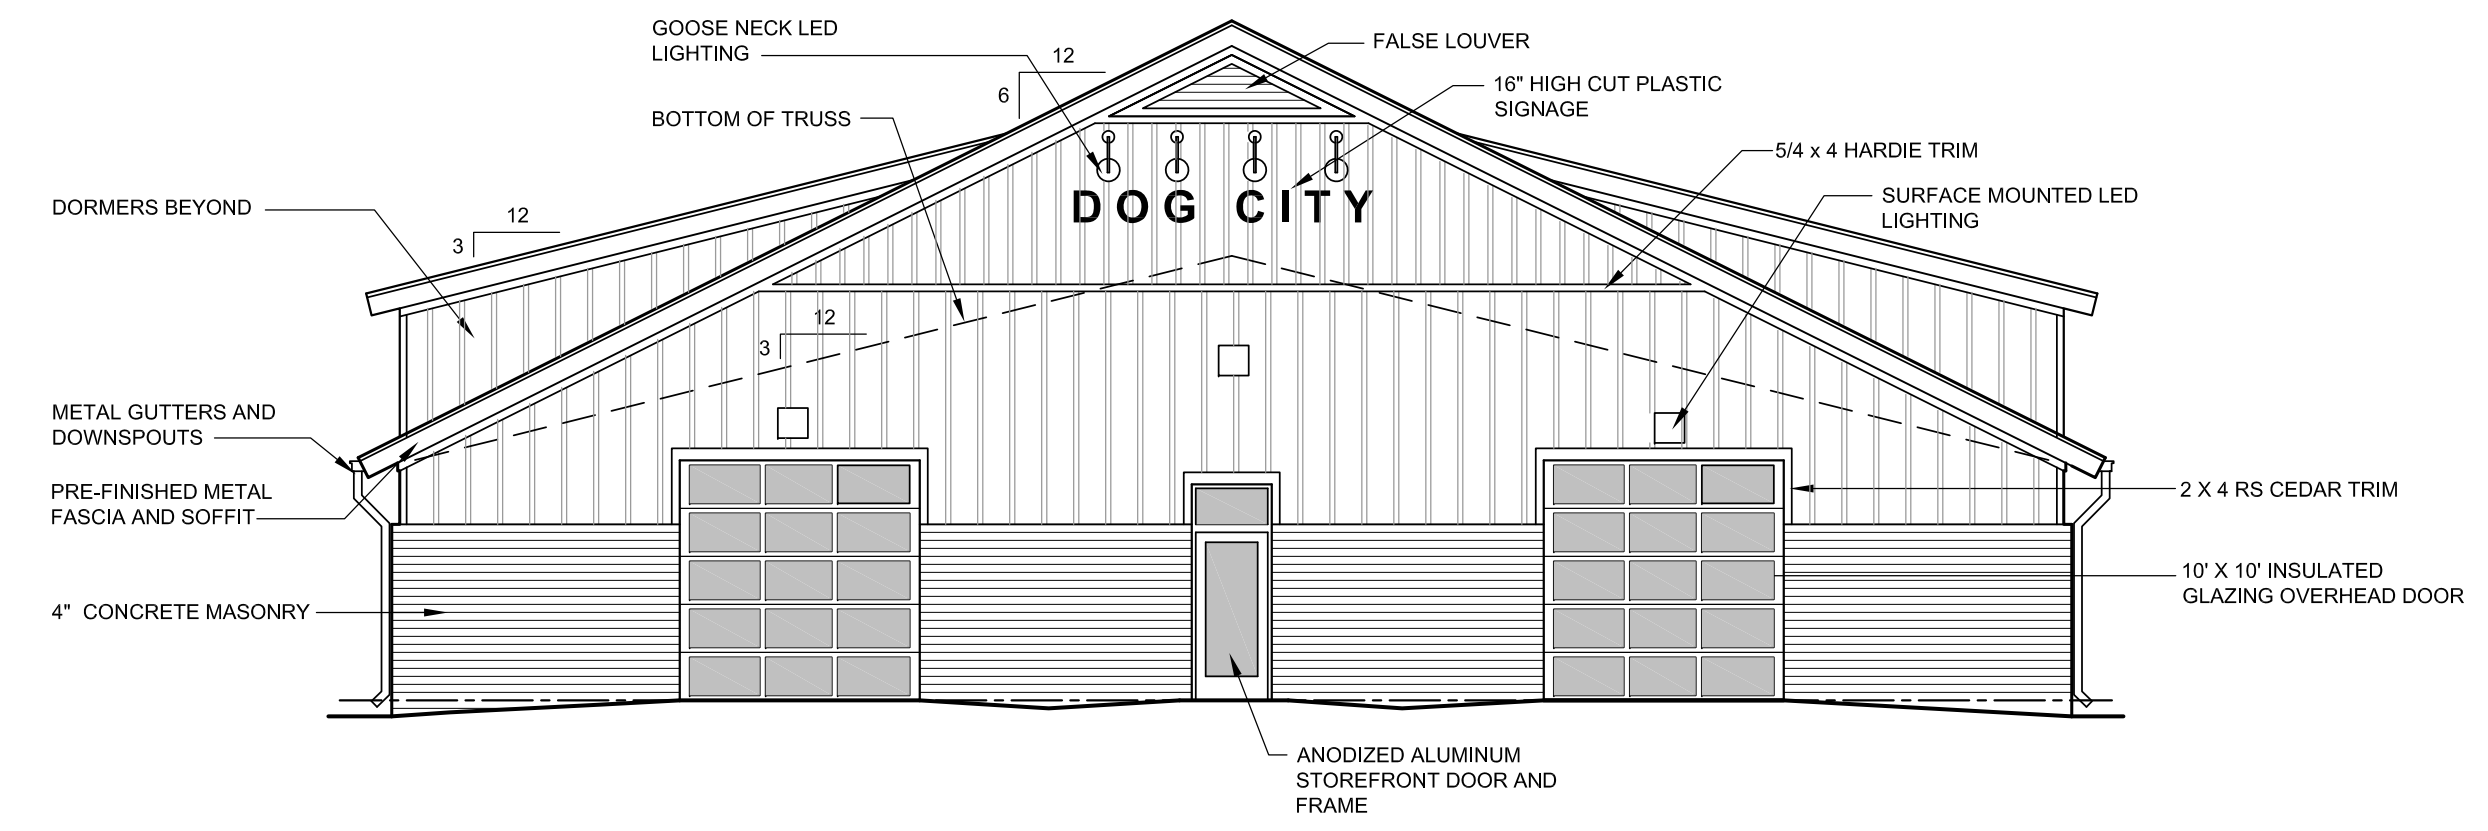 GOOSE NECK LED
LIGHTING
12
6
FALSE LOUVER
16" HIGH CUT PLASTIC
SIGNAGE
BOTTOM OF TRUSS
5/4 x 4 HARDIE TRIM
DORMERS BEYOND
12
3
DOG CITY
SURFACE MOUNTED LED
LIGHTING
12
3
METAL GUTTERS AND
DOWNSPOUTS
PRE-FINISHED METAL
FASCIA AND SOFFIT
2 X 4 RS CEDAR TRIM
10' X 10' INSULATED
GLAZING OVERHEAD DOOR
4" CONCRETE MASONRY
ANODIZED ALUMINUM
STOREFRONT DOOR AND
FRAME